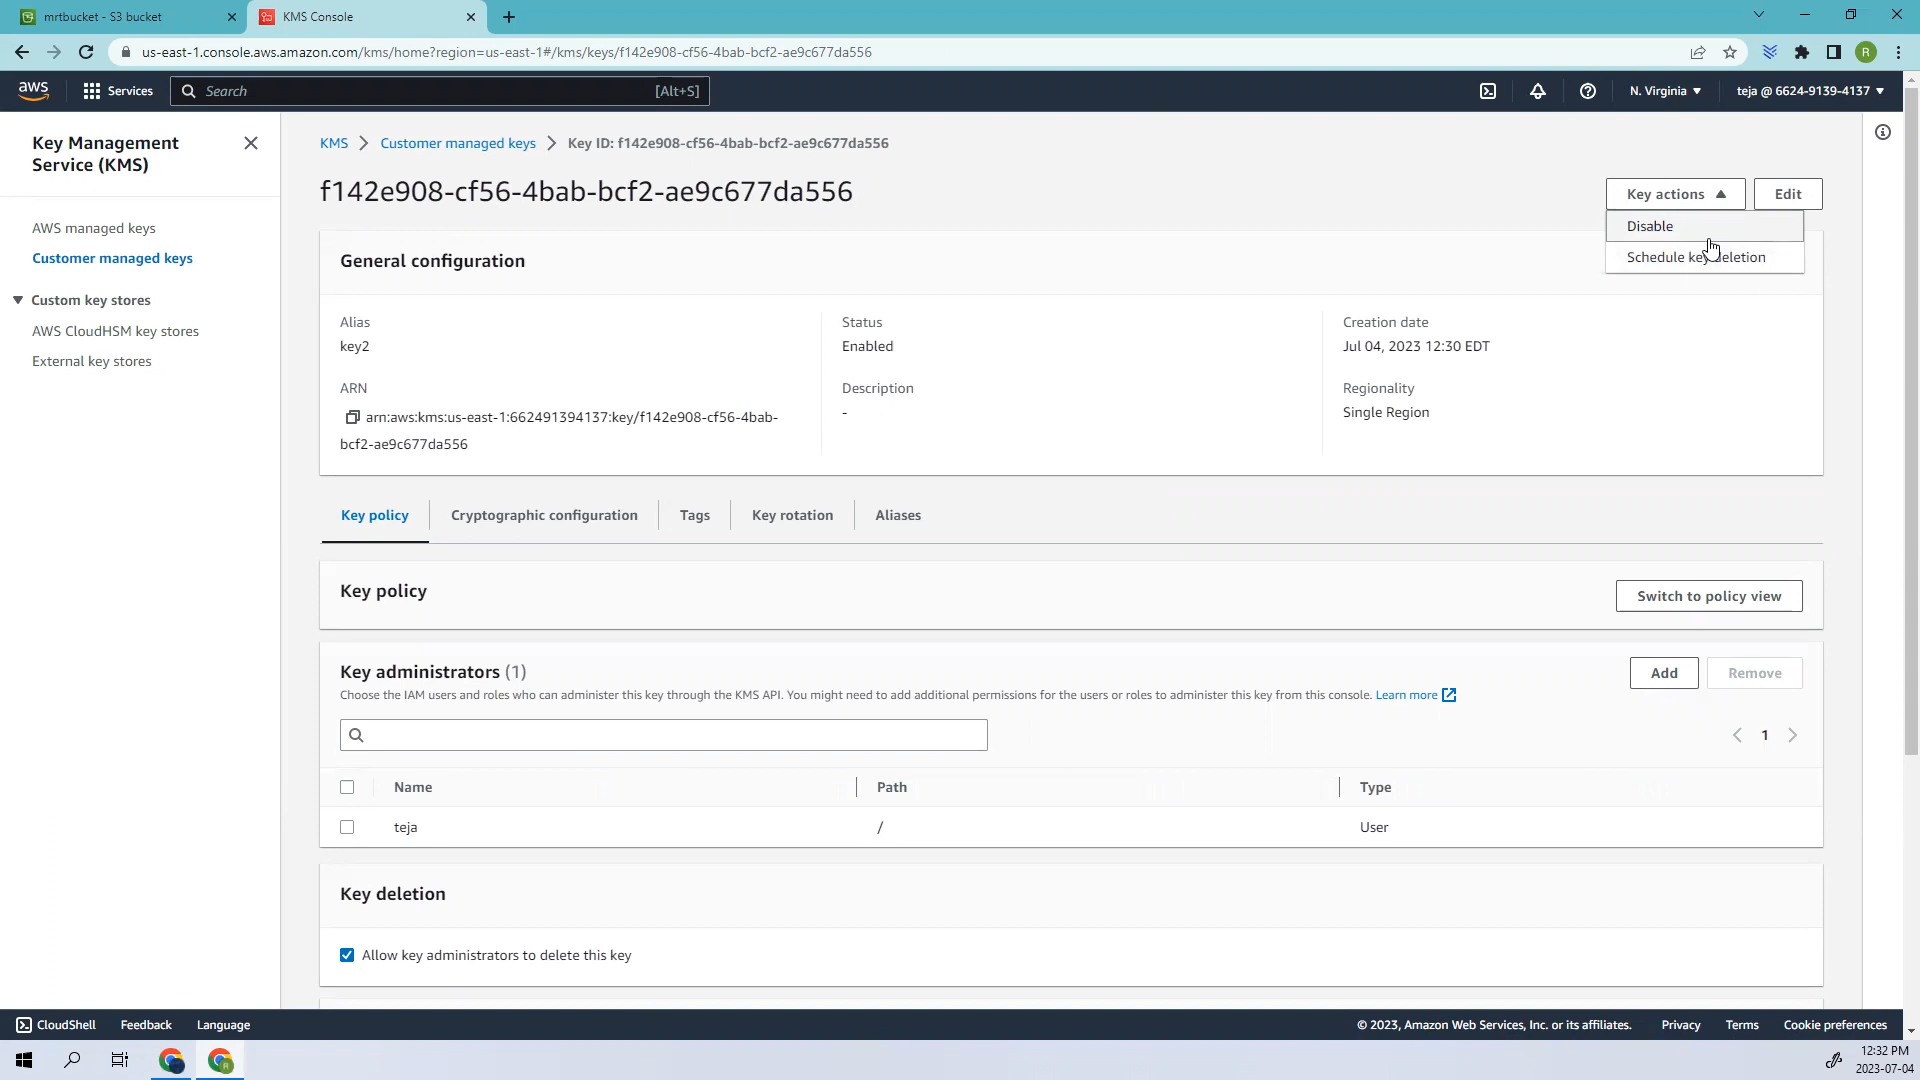 mrtbucket - S3 bucket
KMS Console
us-east-1.console.aws.amazon.com/kms/home?region=us-east-1#/kms/keys/f142e908-cf56-4bab-bcf2-ae9c677da556
R
aws
Services
Search
[Alt+S]
N. Virginia
teja @ 6624-9139-4137
Key Management
Service (KMS)
AWS managed keys
Customer managed keys
Custom key stores
AWS CloudHSM key stores
External key stores
KMS
Customer managed keys
Key ID: f142e908-cf56-4bab-bcf2-ae9c677da556
f142e908-cf56-4bab-bcf2-ae9c677da556
Key actions
Edit
Disable
Schedule key deletion
General configuration
Alias
key2
ARN
arn:aws:kms:us-east-1:662491394137:key/f142e908-cf56-4bab-
bcf2-ae9c677da556
Status
Enabled
Description
-
Creation date
Jul 04, 2023 12:30 EDT
Regionality
Single Region
Key policy
Cryptographic configuration
Tags
Key rotation
Aliases
Key policy
Switch to policy view
Key administrators (1)
Choose the IAM users and roles who can administer this key through the KMS API. You might need to add additional permissions for the users or roles to administer this key from this console. Learn more
Add
Remove
1
Name
Path
Type
teja
/
User
Key deletion
Allow key administrators to delete this key
CloudShell
Feedback
Language
© 2023, Amazon Web Services, Inc. or its affiliates.
Privacy
Terms
Cookie preferences
12:32 PM
2023-07-04